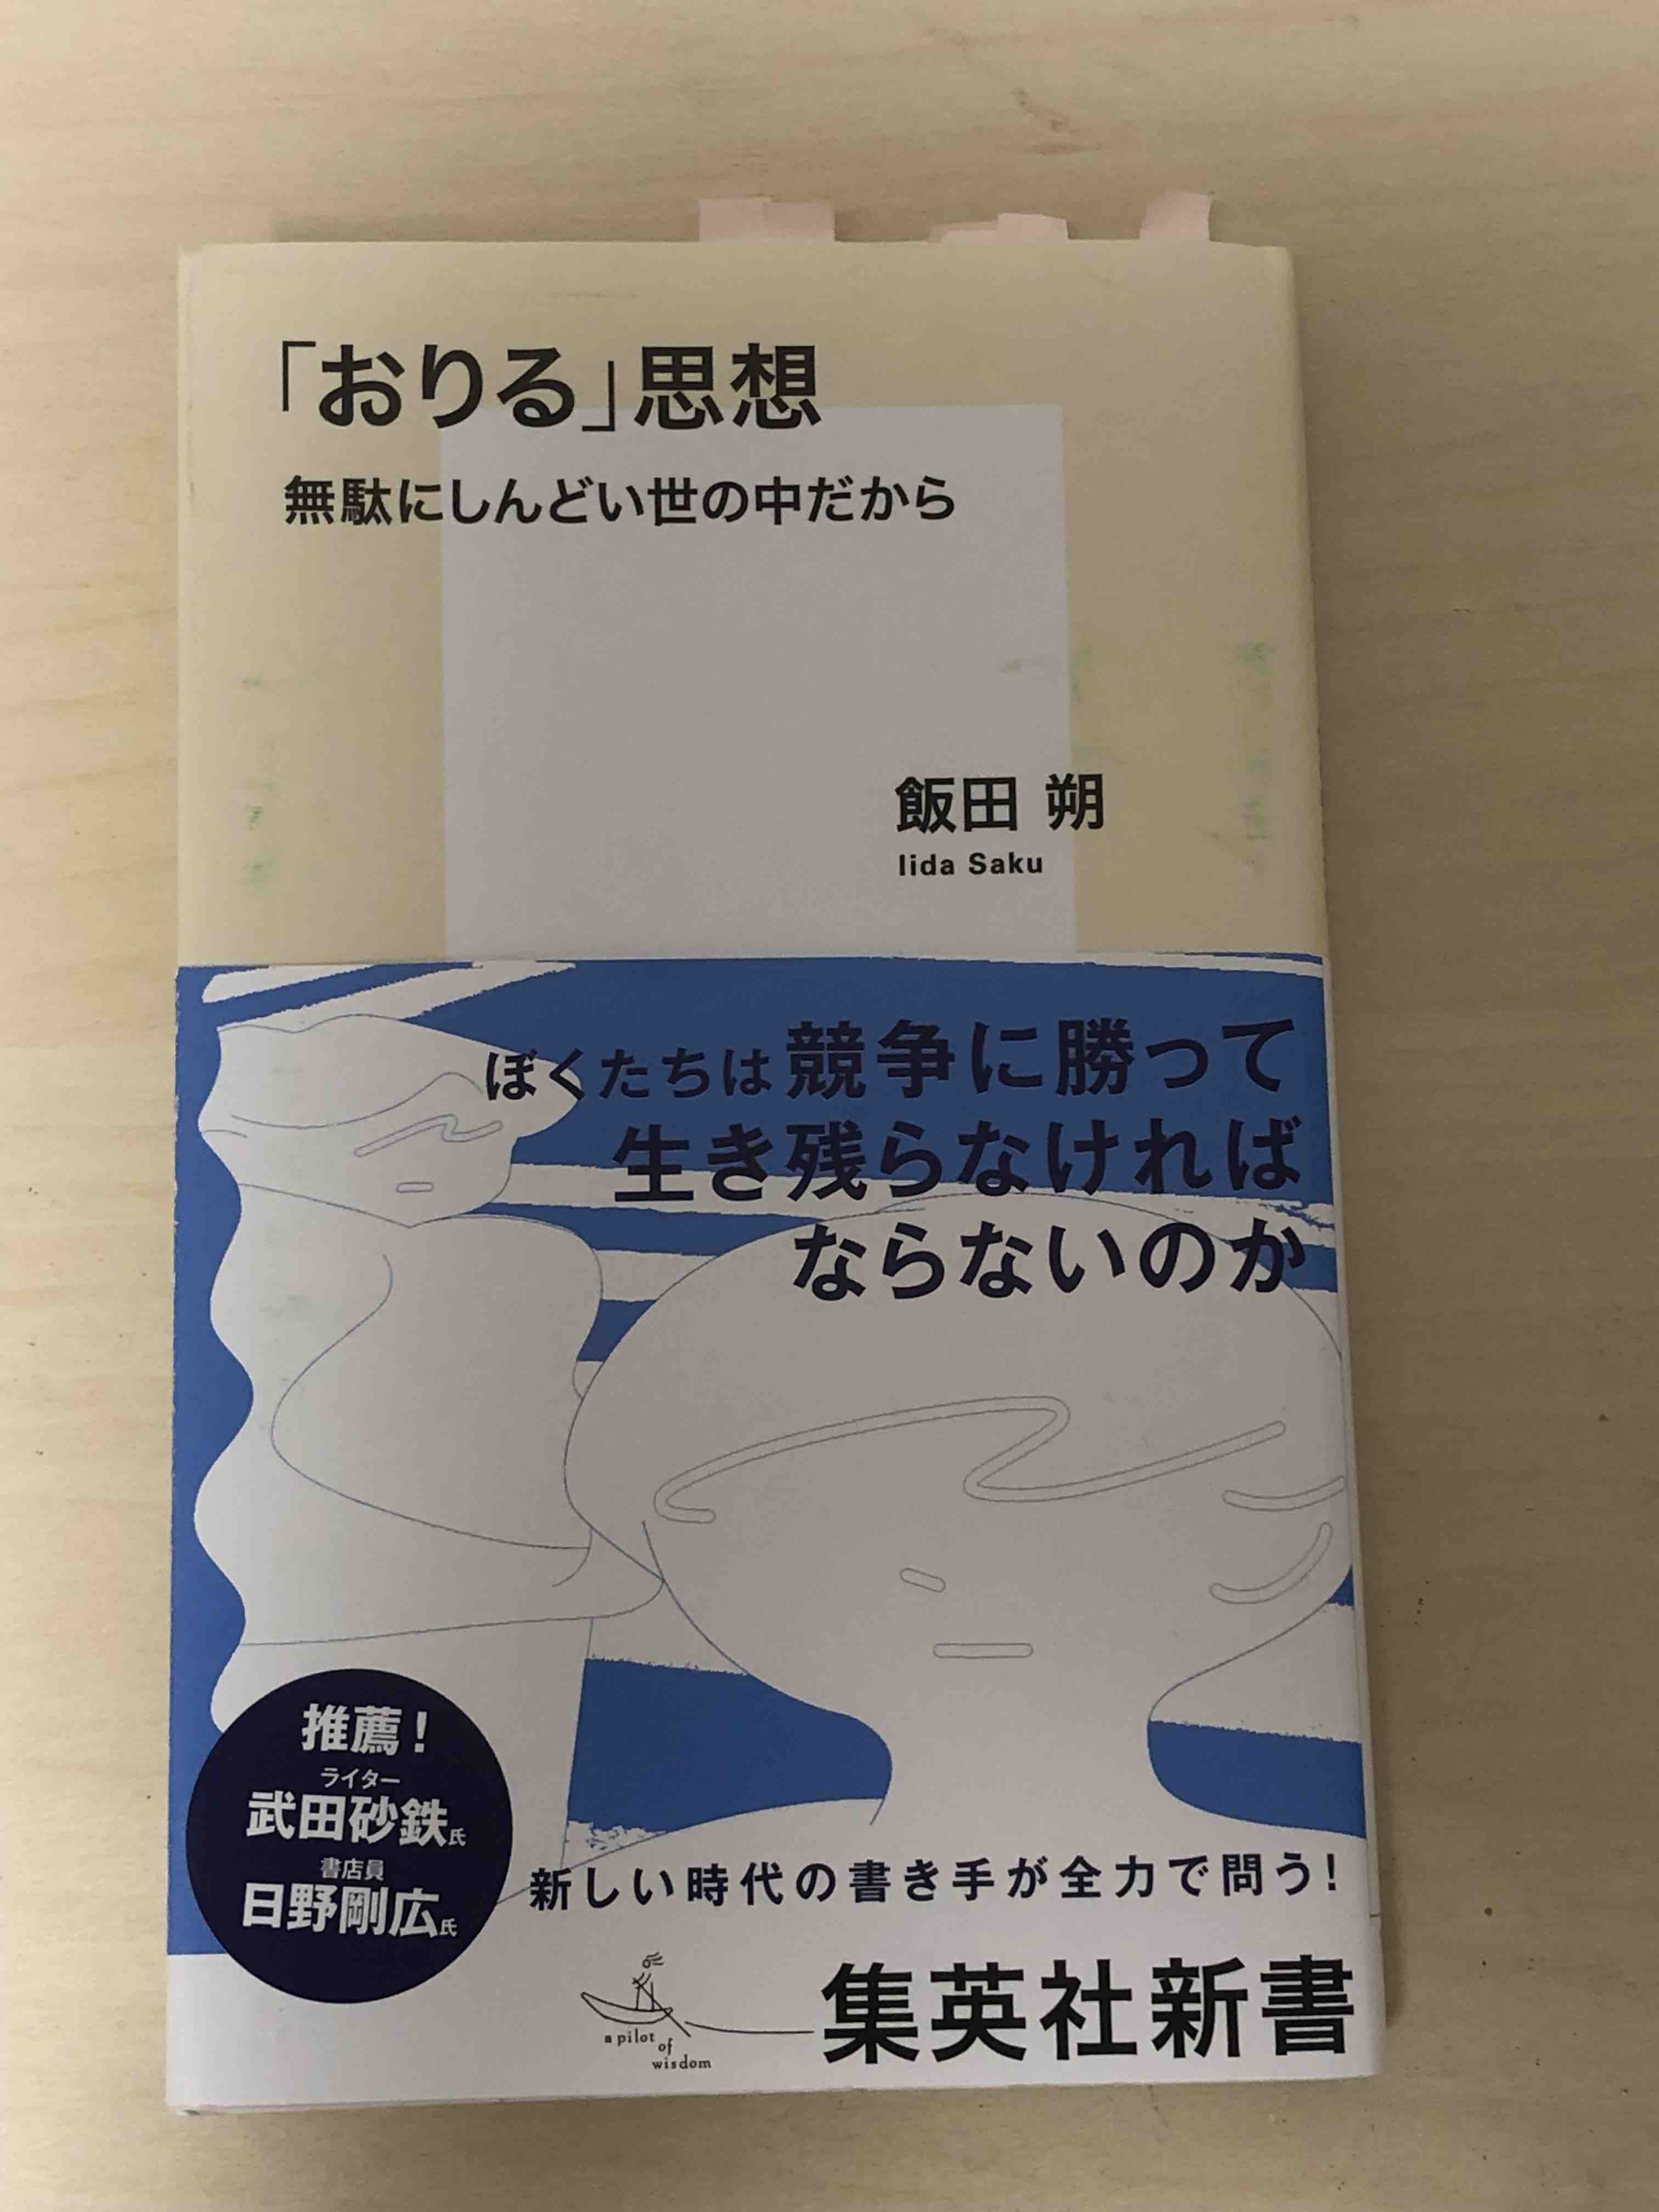 「おりる」思想
無駄にしんどい世の中だから
飯田 朔
Iida Saku
ぼくたちは競争に勝って
生き残らなければ
ならないのか
推薦！
ライター
武田砂鉄氏
書店員
日野剛広氏
新しい時代の書き手が全力で問う！
a pilot
of
wisdom
集英社新書